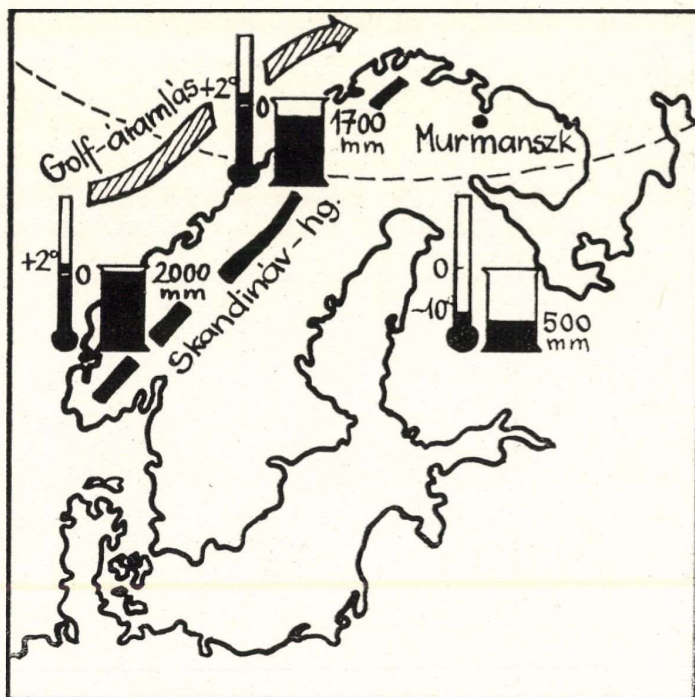 Golf-áramlás
+2°
0
1700
mm
Murmanszk
+2°
0
2000
mm
Skandináv-hg.
0
-10°
500
mm